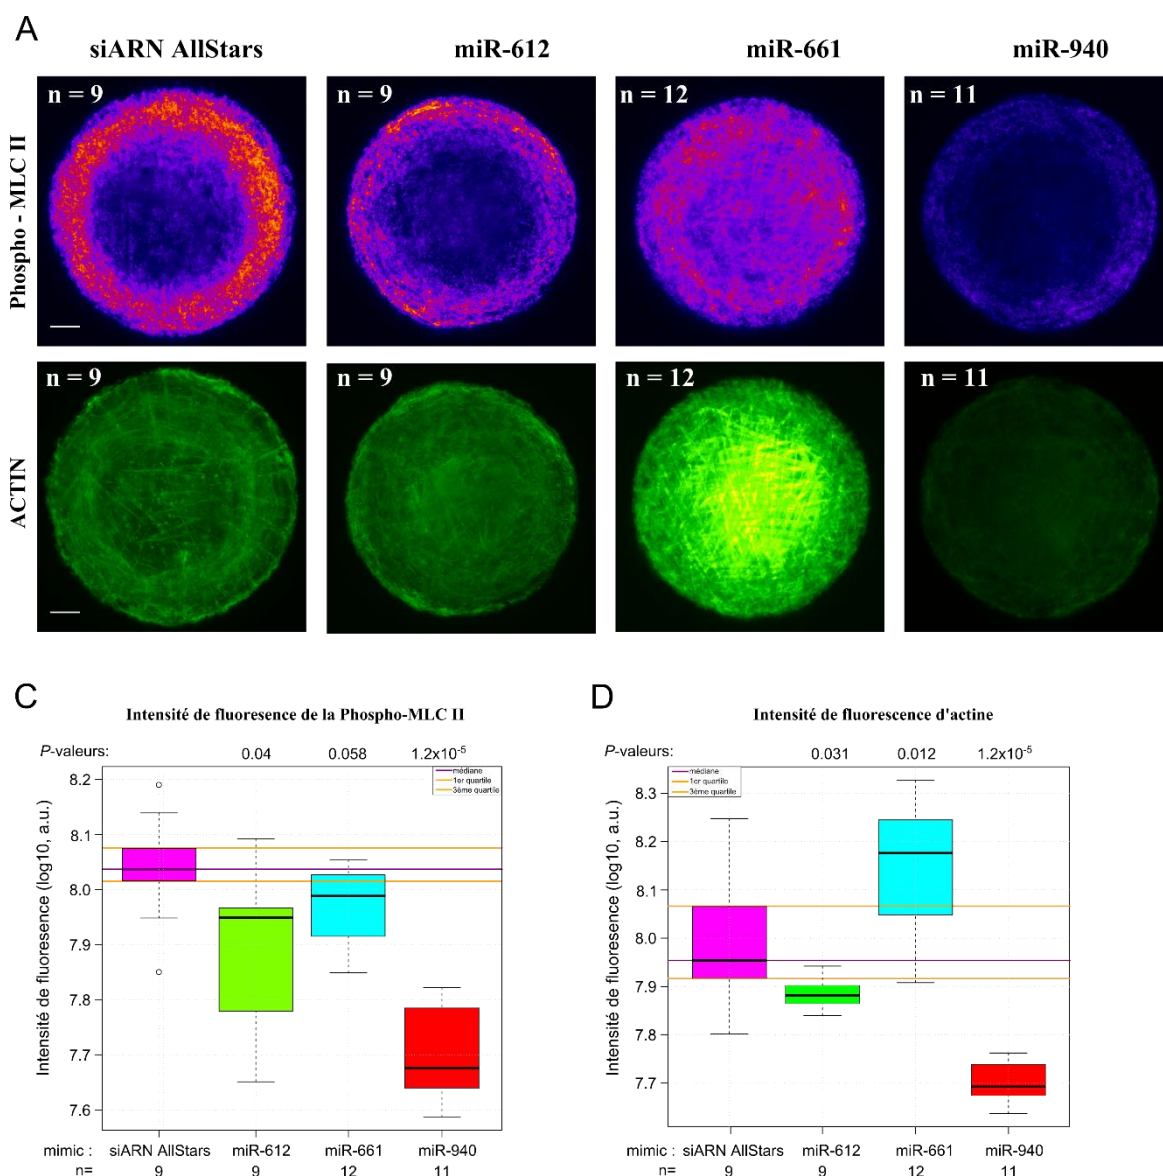 A
siARN AllStars miR-612 miR-661 miR-940
Phospho - MLC II
n = 9 n = 9 n = 12 n = 11
ACTIN
n = 9 n = 9 n = 12 n = 11
C
Intensité de fluoresence de la Phospho-MLC II
P-valeurs: 0.04 0.058 1.2x10⁻⁵
médiane
1er quartile
3ème quartile
Intensité de fluoresence (log10, a.u.)
8.2
8.1
8.0
7.9
7.8
7.7
7.6
mimic : siARN AllStars miR-612 miR-661 miR-940
n= 9 9 12 11
D
Intensité de fluorescence d'actine
P-valeurs: 0.031 0.012 1.2x10⁻⁵
médiane
1er quartile
3ème quartile
Intensité de fluoresence (log10, a.u.)
8.3
8.2
8.1
8.0
7.9
7.8
7.7
mimic : siARN AllStars miR-612 miR-661 miR-940
n= 9 9 12 11